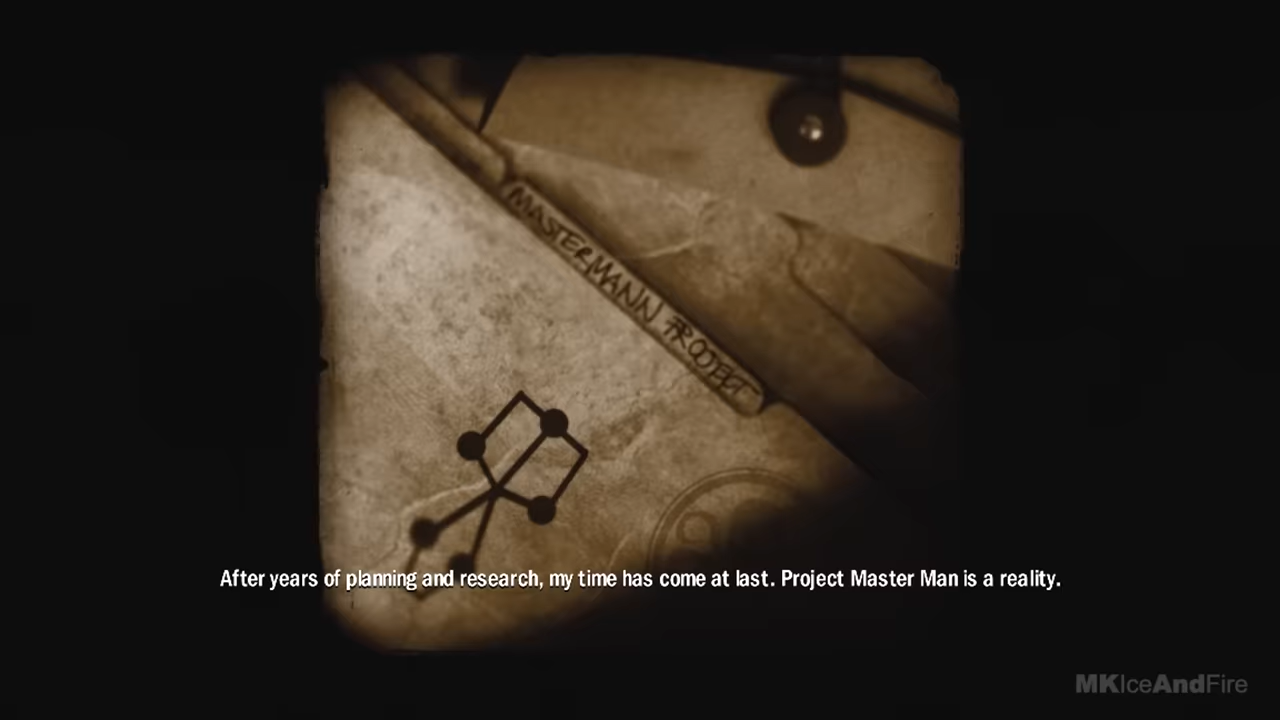 MASTERMANN PROJECT
After years of planning and research, my time has come at last. Project Master Man is a reality.
MKIceAndFire